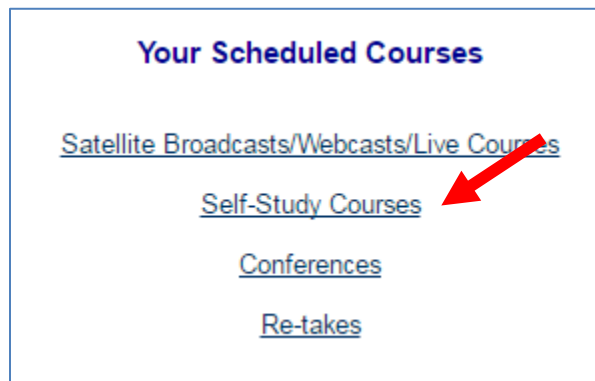 Your Scheduled Courses
Satellite Broadcasts/Webcasts/Live Courses
Self-Study Courses
Conferences
Re-takes